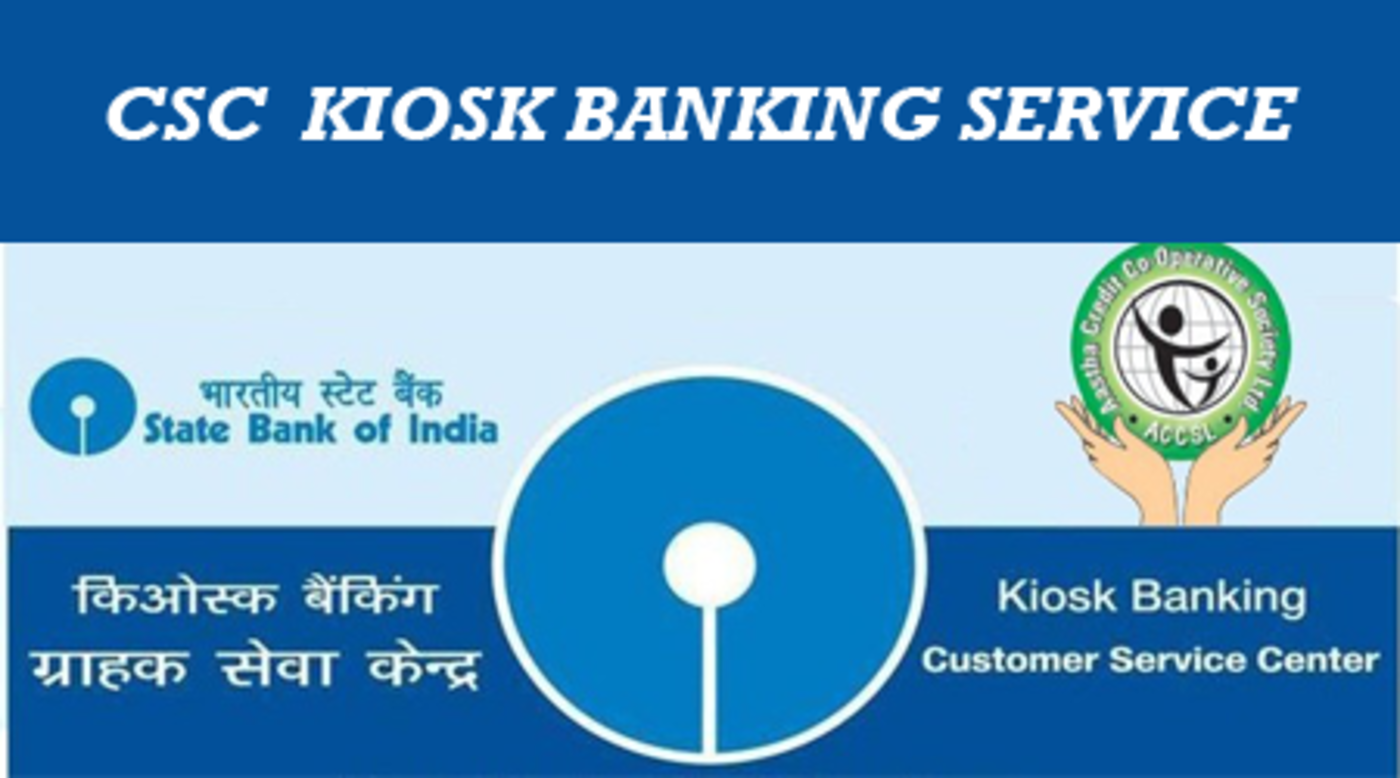 CSC KIOSK BANKING SERVICE
भारतीय स्टेट बैंक
State Bank of India
Aastha Credit Co-Operative Society Ltd.
ACCSL
किओस्क बैंकिंग
ग्राहक सेवा केन्द्र
Kiosk Banking
Customer Service Center